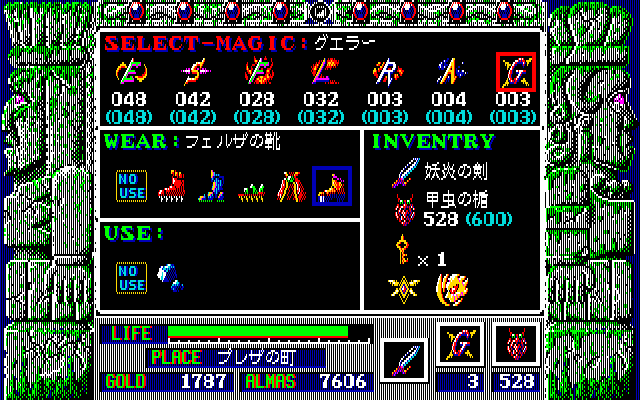 SELECT-MAGIC:グエラー
E S E L R A G
048 042 028 032 003 004 003
(048) (042) (028) (032) (003) (004) (003)
WEAR:フェルザの靴
NO USE
USE:
NO USE
INVENTRY
妖炎の剣
甲虫の楯
528 (600)
× 1
LIFE
PLACE プレザの町
GOLD 1787 ALMAS 7606
G
3 528